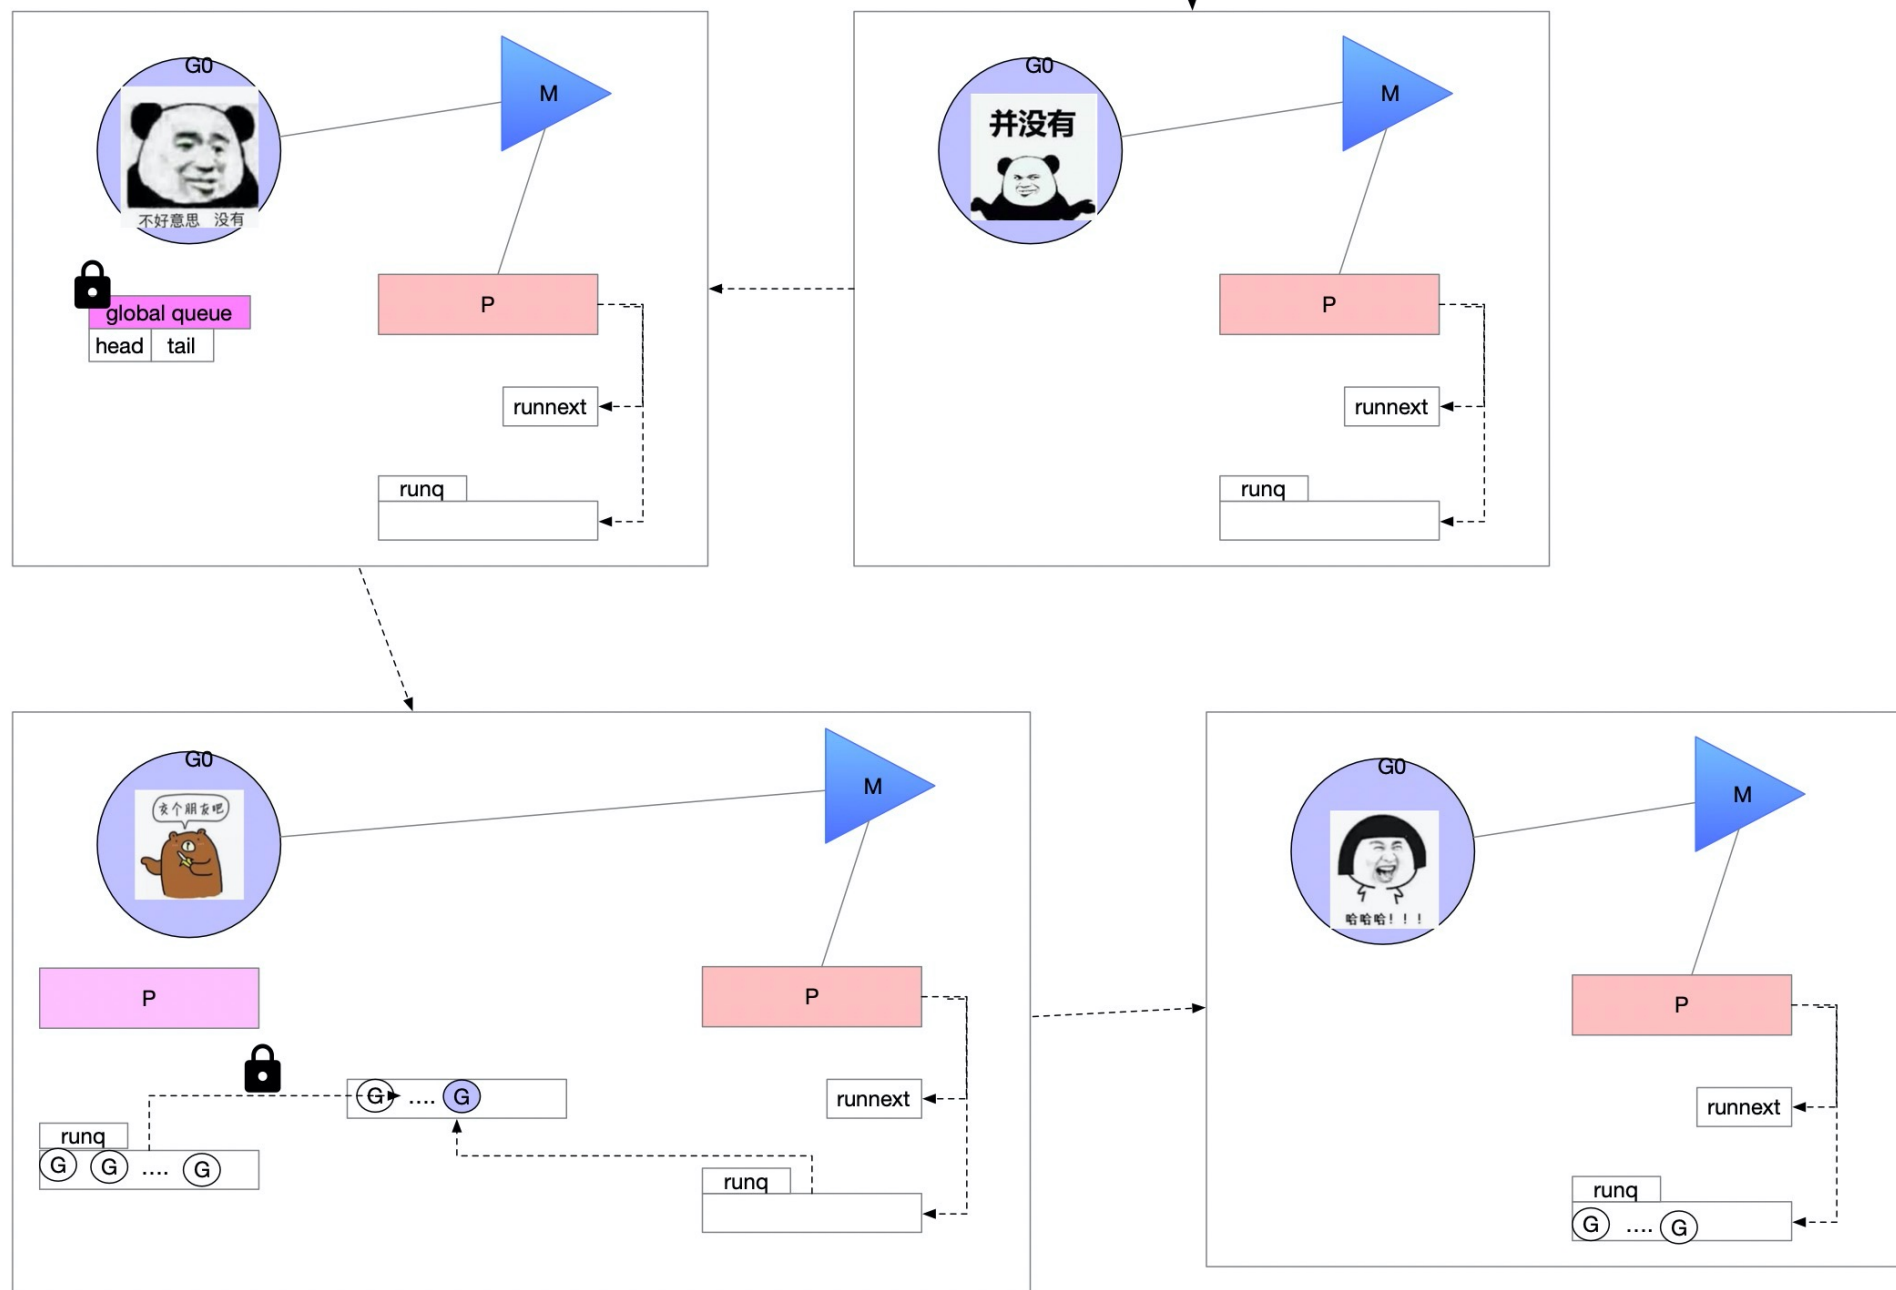 G0
M
不好意思 没有
P
global queue
head tail
runnext
runq
G0
M
并没有
P
runnext
runq
G0
M
交个朋友吧
P
P
G .... G
runnext
runq
G G .... G
runq
G0
M
哈哈哈！！！
P
runnext
runq
G .... G